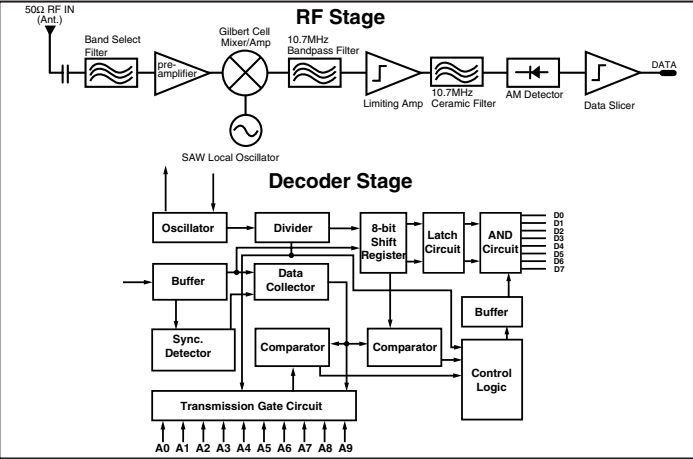 50Ω RF IN
(Ant.)
RF Stage
Band Select
Filter
pre-
amplifier
Gilbert Cell
Mixer/Amp
10.7MHz
Bandpass Filter
Limiting Amp
10.7MHz
Ceramic Filter
AM Detector
Data Slicer
DATA
SAW Local Oscillator
Decoder Stage
Oscillator
Divider
8-bit
Shift
Register
Latch
Circuit
AND
Circuit
D0
D1
D2
D3
D4
D5
D6
D7
Buffer
Data
Collector
Buffer
Sync.
Detector
Comparator
Comparator
Control
Logic
Transmission Gate Circuit
A0 A1 A2 A3 A4 A5 A6 A7 A8 A9